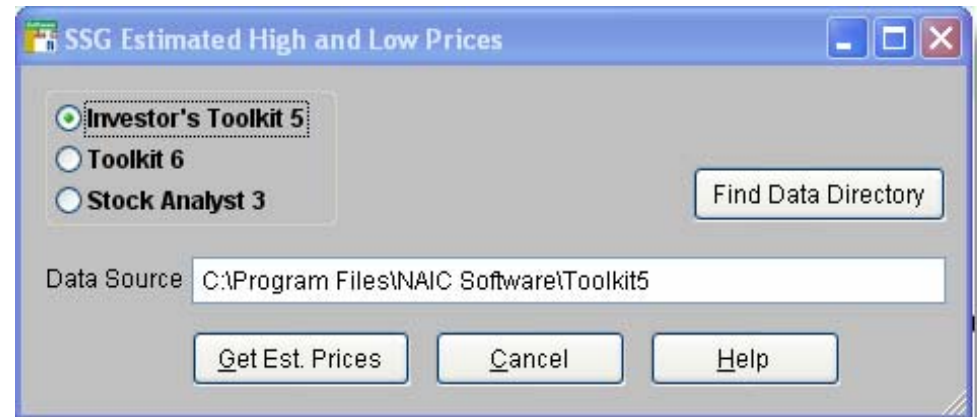 SSG Estimated High and Low Prices
Investor's Toolkit 5
Toolkit 6
Stock Analyst 3
Find Data Directory
Data Source C:\Program Files\NAIC Software\Toolkit5
Get Est. Prices Cancel Help